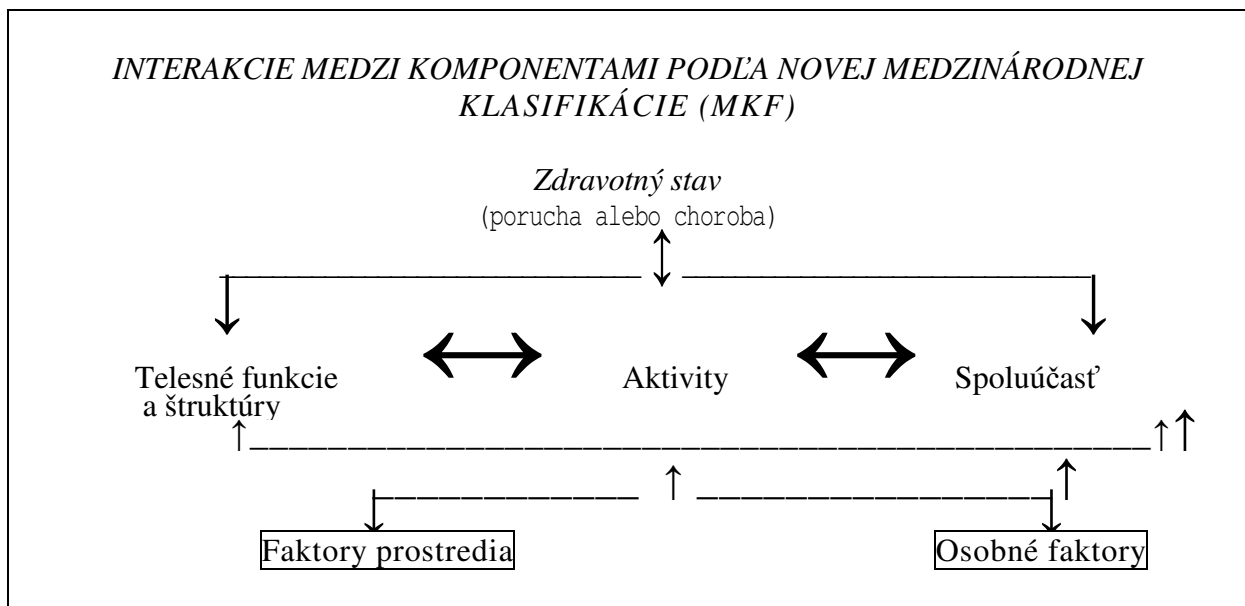 INTERAKCIE MEDZI KOMPONENTAMI PODĽA NOVEJ MEDZINÁRODNEJ
KLASIFIKÁCIE (MKF)
Zdravotný stav
(porucha alebo choroba)
Telesné funkcie
a štruktúry
Aktivity
Spoluúčasť
Faktory prostredia
Osobné faktory